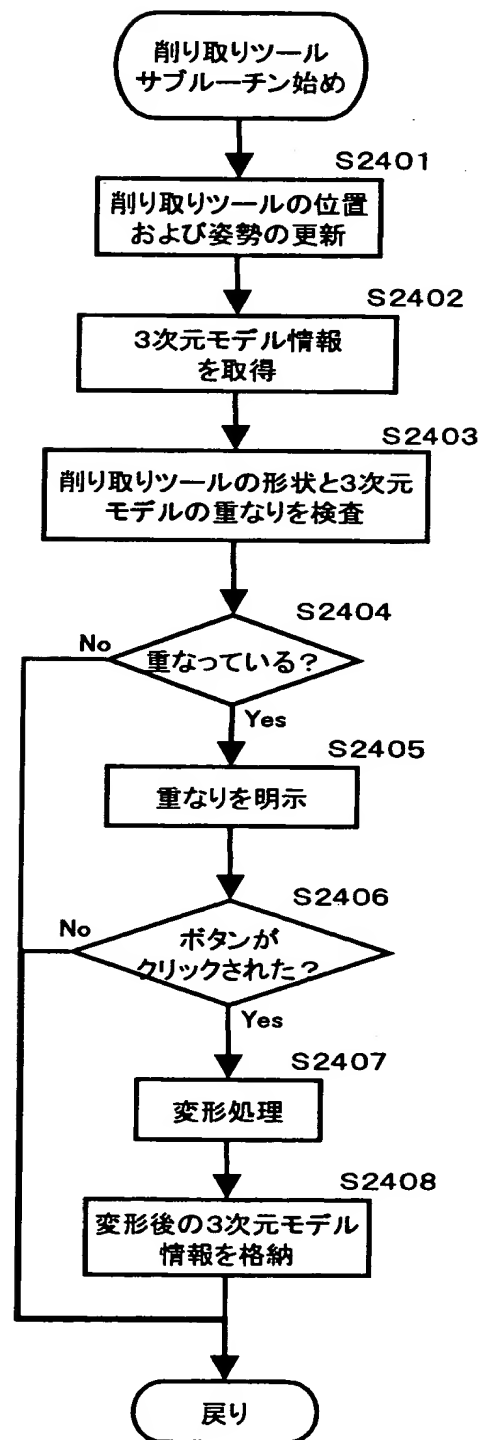 削り取りツール
サブルーチン始め
S2401
削り取りツールの位置
および姿勢の更新
S2402
3次元モデル情報
を取得
S2403
削り取りツールの形状と3次元
モデルの重なりを検査
S2404
No
重なっている?
Yes
S2405
重なりを明示
S2406
No
ボタンが
クリックされた?
Yes
S2407
変形処理
S2408
変形後の3次元モデル
情報を格納
戻り